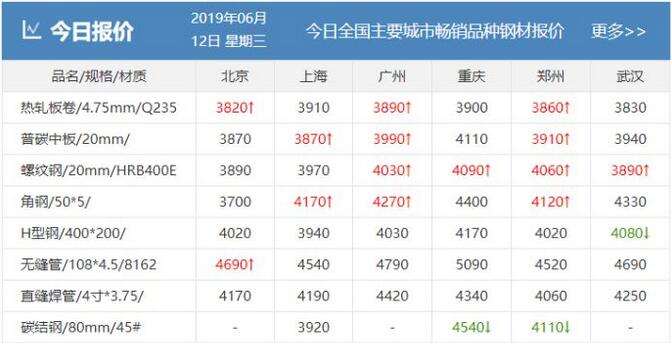 今日报价 2019年06月12日 星期三 今日全国主要城市畅销品种钢材报价 更多>>
品名/规格/材质 北京 上海 广州 重庆 郑州 武汉
热轧板卷/4.75mm/Q235 3820↑ 3910 3890↑ 3900 3860↑ 3830
普碳中板/20mm/ 3870 3870↑ 3990↑ 4110 3910↑ 3940
螺纹钢/20mm/HRB400E 3890 3970 4030↑ 4090↑ 4060↑ 3890↑
角钢/50*5/ 3700 4170↑ 4270↑ 4400 4120↑ 4330
H型钢/400*200/ 4020 3940 4030 4170 4020 4080↓
无缝管/108*4.5/8162 4690↑ 4540 4790 5090 4520 4690
直缝焊管/4寸*3.75/ 4170 4190 4420 4340 4060 4250
碳结钢/80mm/45# - 3920 - 4540↓ 4110↓ -